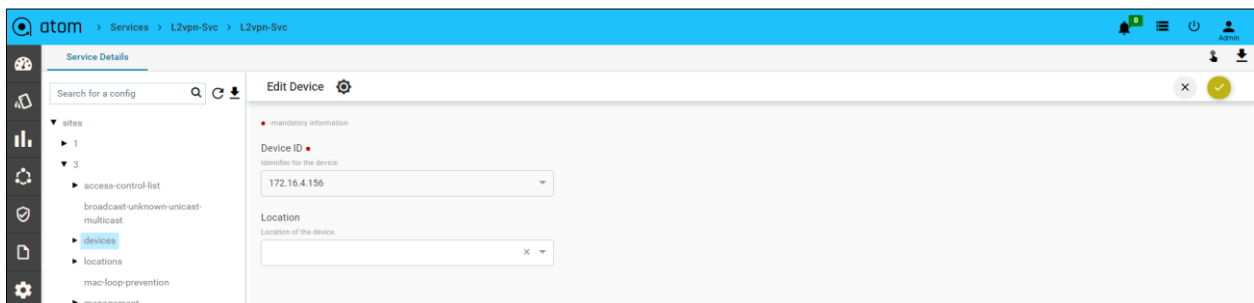 atom > Services > L2vpn-Svc > L2vpn-Svc
0
Admin
Service Details
Search for a config
Edit Device
sites
-mandatory information
1
Device ID
3
Identifier for the device.
access-control-list
172.16.4.156
broadcast-unknown-unicast-
multicast
Location
devices
Location of the device.
locations
mac-loop-prevention
management